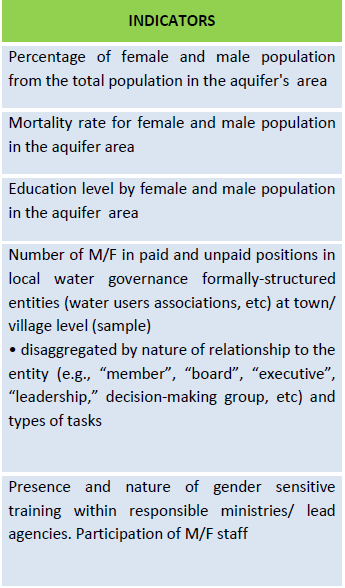 INDICATORS
Percentage of female and male population
from the total population in the aquifer's area
Mortality rate for female and male population
in the aquifer area
Education level by female and male population
in the aquifer area
Number of M/F in paid and unpaid positions in
local water governance formally-structured
entities (water users associations, etc) at town/
village level (sample)
• disaggregated by nature of relationship to the
entity (e.g., “member”, “board”, “executive”,
“leadership,” decision-making group, etc) and
types of tasks
Presence and nature of gender sensitive
training within responsible ministries/ lead
agencies. Participation of M/F staff